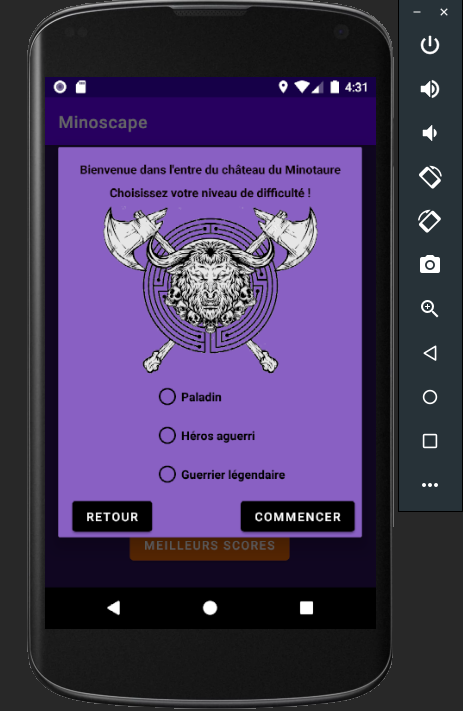 4:31
Minoscape
Bienvenue dans l'entre du château du Minotaure
Choisissez votre niveau de difficulté !
Paladin
Héros aguerri
Guerrier légendaire
RETOUR
COMMENCER
MEILLEURS SCORES